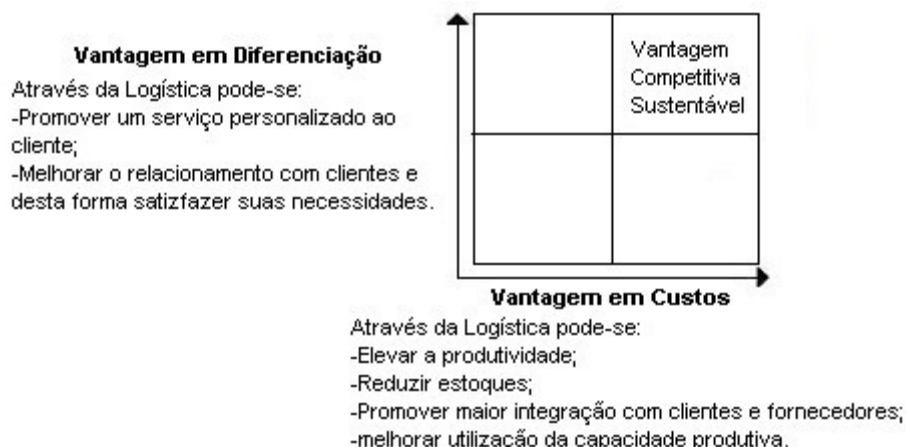 Vantagem em Diferenciação
Através da Logística pode-se:
-Promover um serviço personalizado ao
cliente;
-Melhorar o relacionamento com clientes e
desta forma satizfazer suas necessidades.
Vantagem
Competitiva
Sustentável
Vantagem em Custos
Através da Logística pode-se:
-Elevar a produtividade;
-Reduzir estoques;
-Promover maior integração com clientes e fornecedores;
-melhorar utilização da capacidade produtiva.